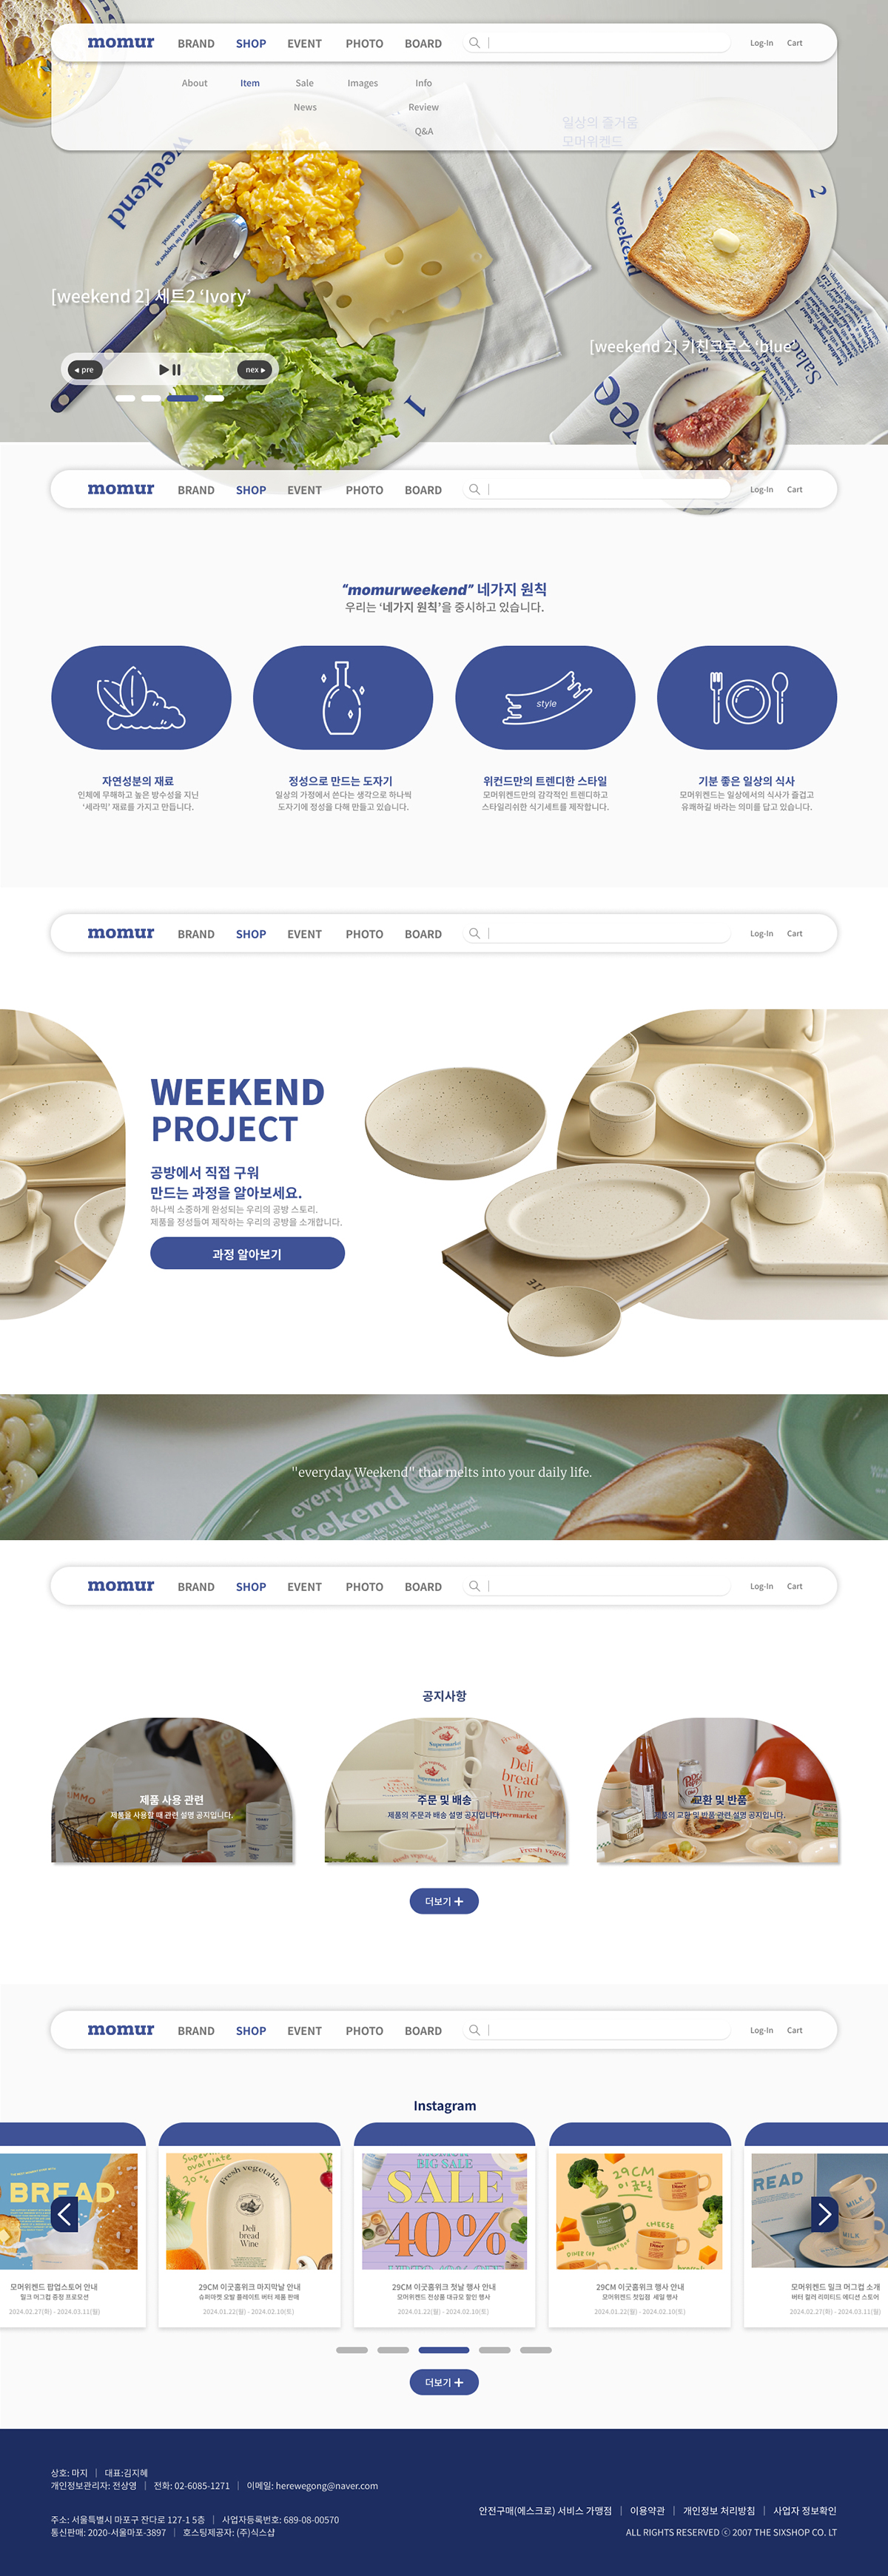 momur BRAND SHOP EVENT PHOTO BOARD Log-In Cart
About Item Sale Images Info
News Review
Q&A
일상의 즐거움
모머위켄드
weekend
2
weekend
[weekend 2] 세트2 ‘Ivory’
[weekend 2] 키친크로스 ‘blue’
◀ pre ▶ nex ▶
1
momur BRAND SHOP EVENT PHOTO BOARD Log-In Cart
“momurweekend” 네가지 원칙
우리는 ‘네가지 원칙’을 중시하고 있습니다.
style
자연성분의 재료
인체에 무해하고 높은 방수성을 지닌
‘세라믹’ 재료를 가지고 만듭니다.
정성으로 만드는 도자기
일상의 가정에서 쓴다는 생각으로 하나씩
도자기에 정성을 다해 만들고 있습니다.
위컨드만의 트렌디한 스타일
모머위켄드만의 감각적인 트렌디하고
스타일리쉬한 식기세트를 제작합니다.
기분 좋은 일상의 식사
모머위켄드는 일상에서의 식사가 즐겁고
유쾌하길 바라는 의미를 담고 있습니다.
momur BRAND SHOP EVENT PHOTO BOARD Log-In Cart
WEEKEND
PROJECT
공방에서 직접 구워
만드는 과정을 알아보세요.
하나씩 소중하게 완성되는 우리의 공방 스토리.
제품을 정성들여 제작하는 우리의 공방을 소개합니다.
과정 알아보기
"everyday Weekend" that melts into your daily life.
everyday
Weekend
momur BRAND SHOP EVENT PHOTO BOARD Log-In Cart
공지사항
제품 사용 관련
제품을 사용할 때 관련 설명 공지입니다.
Supermarket
Deli
bread
Wine
주문 및 배송
제품의 주문과 배송 설명 공지입니다.
교환 및 반품
제품의 교환 및 반품 관련 설명 공지입니다.
더보기 +
momur BRAND SHOP EVENT PHOTO BOARD Log-In Cart
Instagram
BREAD
모머위켄드 팝업스토어 안내
밀크 머그컵 증정 프로모션
2024.02.27(화) - 2024.03.11(월)
oval plate
30%
Fresh vegetable
Deli
bread
Wine
29CM 이굿홈위크 마지막날 안내
슈퍼마켓 오발 플레이트 버터 제품 판매
2024.01.22(월) - 2024.02.10(토)
BIG SALE
SALE
40%
29CM 이굿홈위크 첫날 행사 안내
모머위켄드 전상품 대규모 할인 행사
2024.01.22(월) - 2024.02.10(토)
29CM
이굿홈
CHEESE
29CM 이굿홈위크 행사 안내
모머위켄드 첫입점 세일 행사
2024.01.22(월) - 2024.02.10(토)
READ
MILK
MILK
모머위켄드 밀크 머그컵 소개
버터 컬러 리미티드 에디션 스토어
2024.02.27(화) - 2024.03.11(월)
더보기 +
상호: 마지 | 대표:김지혜
개인정보관리자: 전상영 | 전화: 02-6085-1271 | 이메일: herewegong@naver.com
주소: 서울특별시 마포구 잔다로 127-1 5층 | 사업자등록번호: 689-08-00570
통신판매: 2020-서울마포-3897 | 호스팅제공자: (주)식스샵
안전구매(에스크로) 서비스 가맹점 | 이용약관 | 개인정보 처리방침 | 사업자 정보확인
ALL RIGHTS RESERVED ⓒ 2007 THE SIXSHOP CO. LT